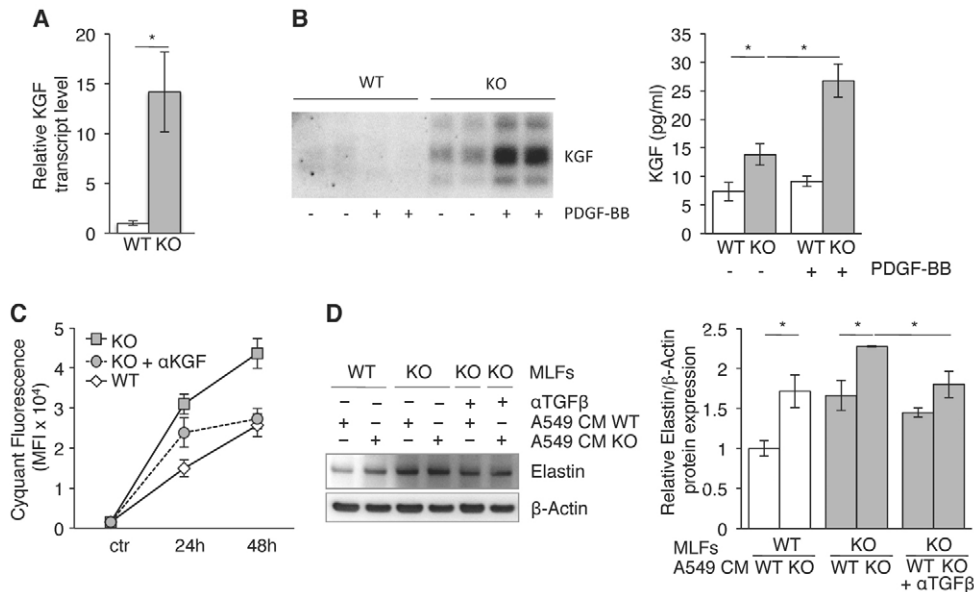 A
Relative KGF
transcript level
20
15
10
5
0
*
WT KO
B
WT KO
KGF
- - + + - - + + PDGF-BB
KGF (pg/ml)
35
30
25
20
15
10
5
0
* *
WT KO WT KO
- - + + PDGF-BB
C
Cyquant Fluorescence
(MFI x 10⁴)
5
4
3
2
1
0
KO
KO + αKGF
WT
ctr 24h 48h
D
WT KO KO KO MLFs
– – – – + + αTGFβ
+ – + – + – A549 CM WT
– + – + – + A549 CM KO
Elastin
β-Actin
Relative Elastin/β-Actin
protein expression
2.5
2
1.5
1
0.5
0
* * *
MLFs WT KO KO
A549 CM WT KO WT KO WT KO
+ αTGFβ